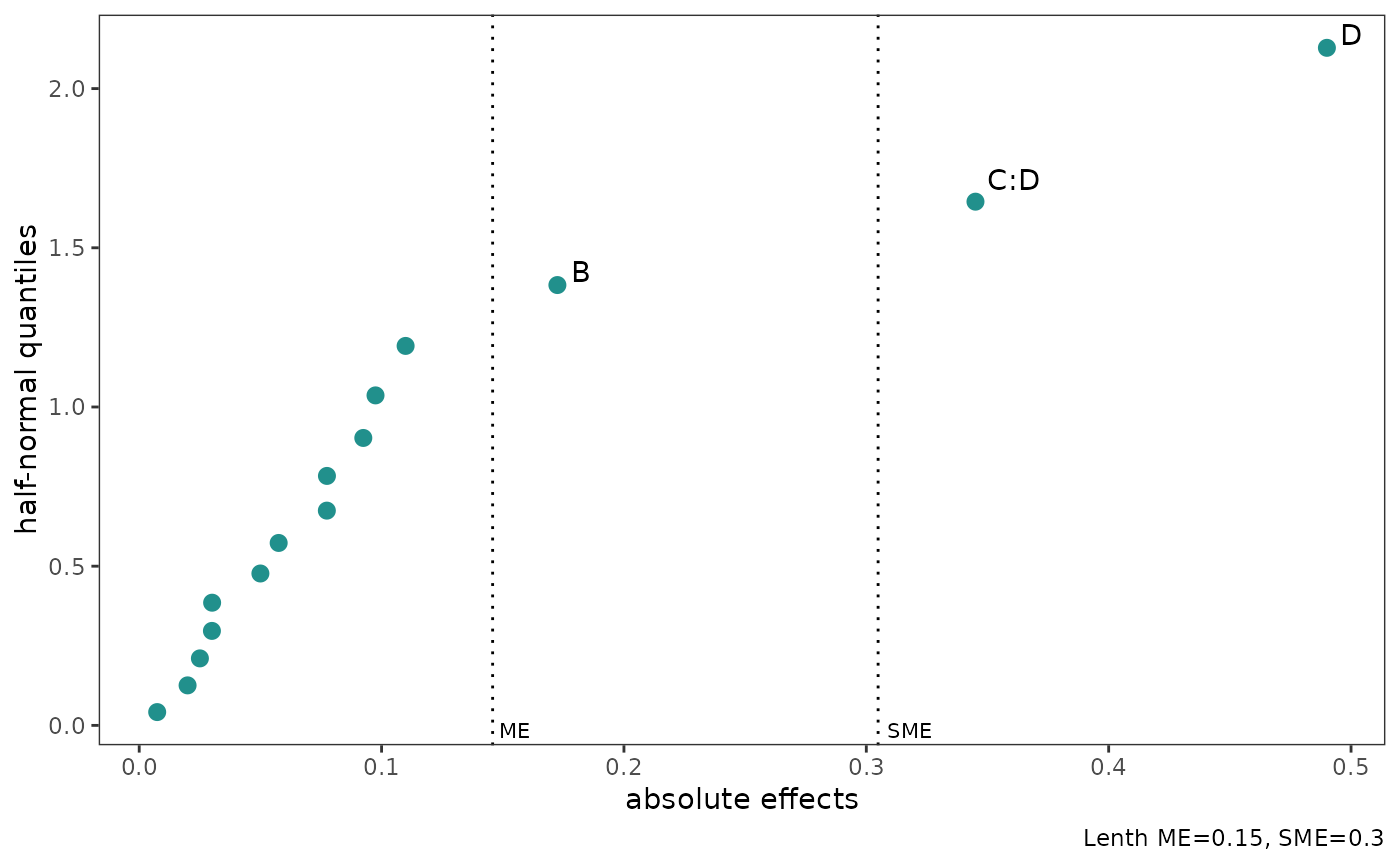 D
2.0
C:D
1.5
B
half-normal quantiles
1.0
0.5
0.0
ME
SME
0.0 0.1 0.2 0.3 0.4 0.5
absolute effects
Lenth ME=0.15, SME=0.3